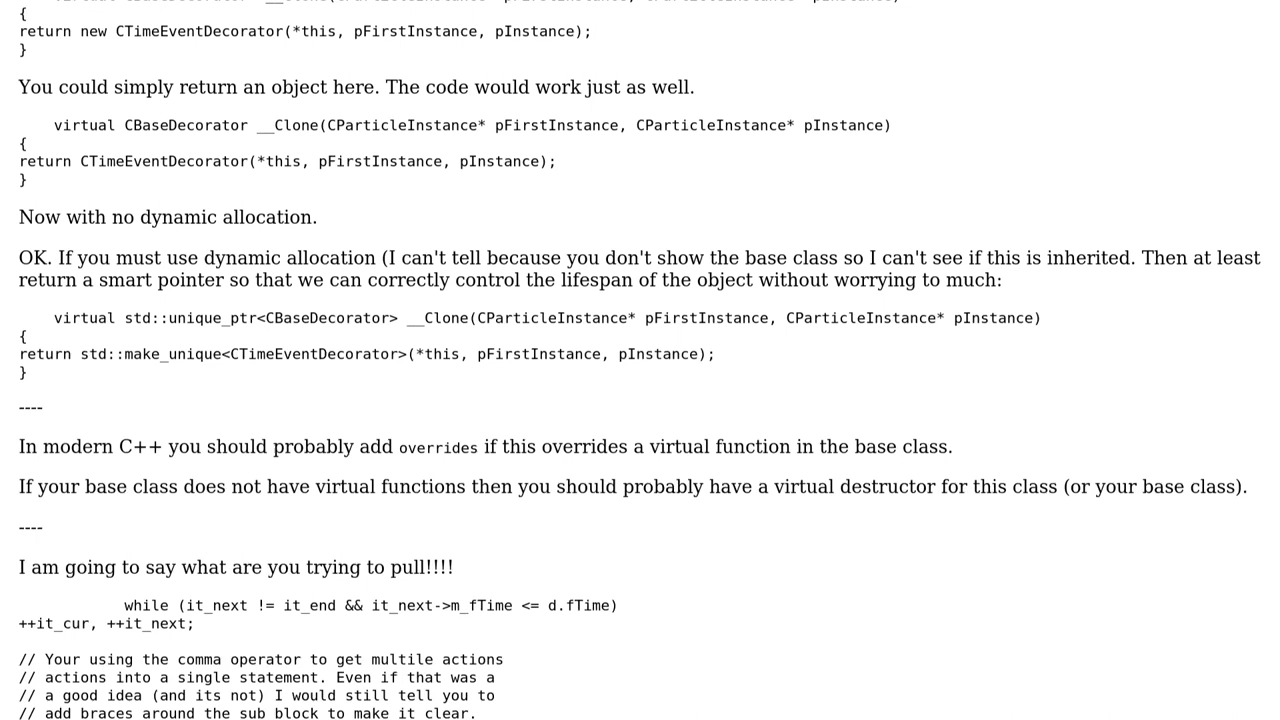 {
return new CTimeEventDecorator(*this, pFirstInstance, pInstance);
}
You could simply return an object here. The code would work just as well.
virtual CBaseDecorator __Clone(CParticleInstance* pFirstInstance, CParticleInstance* pInstance)
{
return CTimeEventDecorator(*this, pFirstInstance, pInstance);
}
Now with no dynamic allocation.
OK. If you must use dynamic allocation (I can't tell because you don't show the base class so I can't see if this is inherited. Then at least
return a smart pointer so that we can correctly control the lifespan of the object without worrying to much:
virtual std::unique_ptr<CBaseDecorator> __Clone(CParticleInstance* pFirstInstance, CParticleInstance* pInstance)
{
return std::make_unique<CTimeEventDecorator>(*this, pFirstInstance, pInstance);
}
----
In modern C++ you should probably add overrides if this overrides a virtual function in the base class.
If your base class does not have virtual functions then you should probably have a virtual destructor for this class (or your base class).
----
I am going to say what are you trying to pull!!!!
while (it_next != it_end && it_next->m_fTime <= d.fTime)
++it_cur, ++it_next;
// Your using the comma operator to get multile actions
// actions into a single statement. Even if that was a
// a good idea (and its not) I would still tell you to
// add braces around the sub block to make it clear.